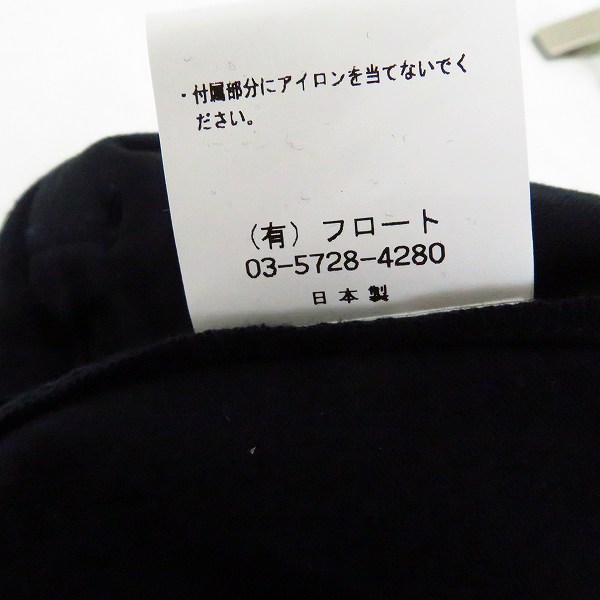 ・付属部分にアイロンを当てないでく
ださい。
（有）フロート
03-5728-4280
日本製